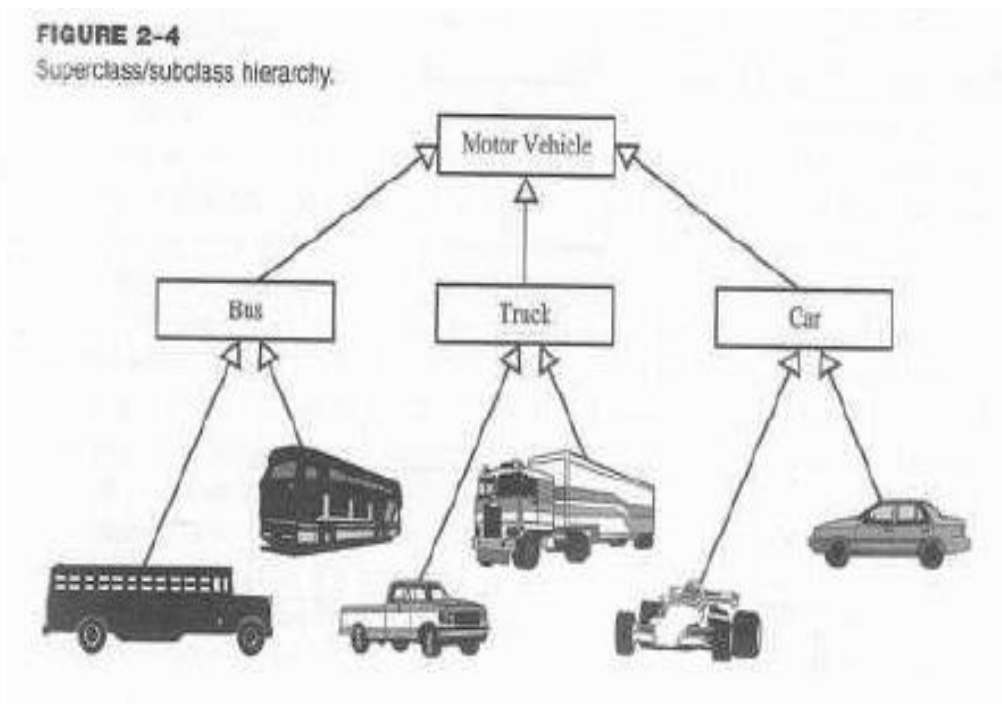 FIGURE 2-4
Superclass/subclass hierarchy.
Motor Vehicle
Bus
Truck
Car